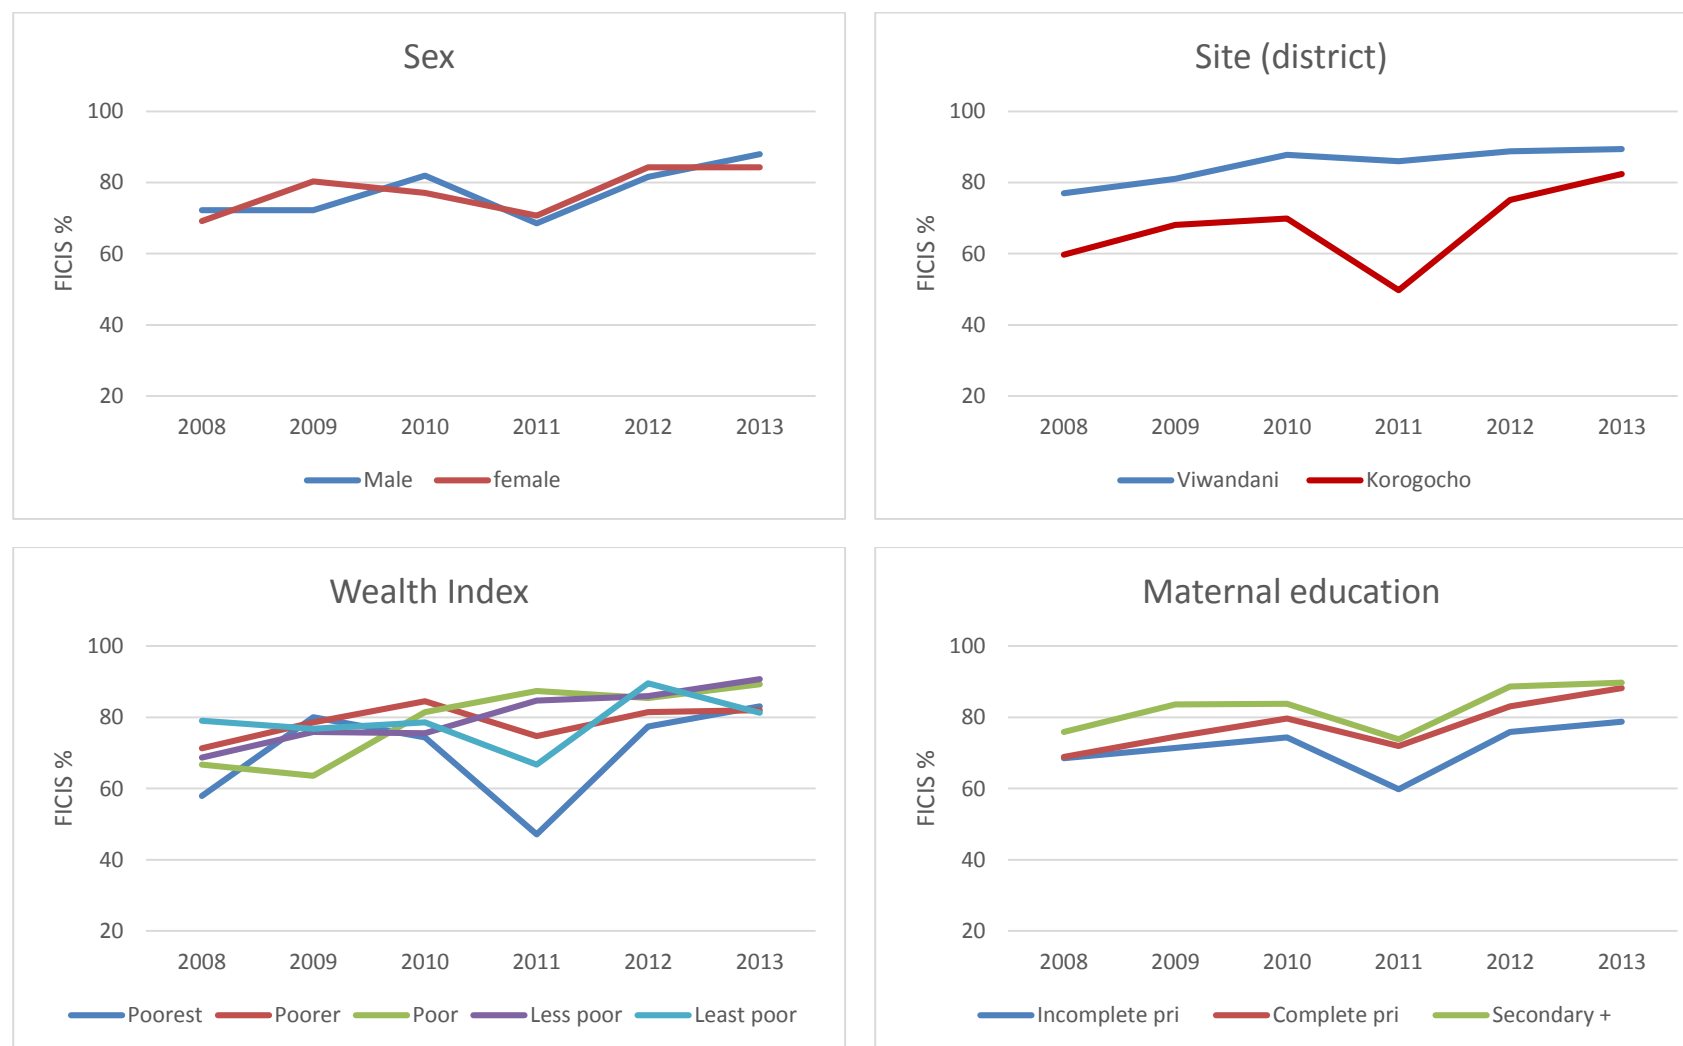 Sex
FICIS %
100
80
60
40
20
2008 2009 2010 2011 2012 2013
Male female
Site (district)
FICIS %
100
80
60
40
20
2008 2009 2010 2011 2012 2013
Viwandani Korogocho
Wealth Index
FICIS %
100
80
60
40
20
2008 2009 2010 2011 2012 2013
Poorest Poorer Poor Less poor Least poor
Maternal education
FICIS %
100
80
60
40
20
2008 2009 2010 2011 2012 2013
Incomplete pri Complete pri Secondary +